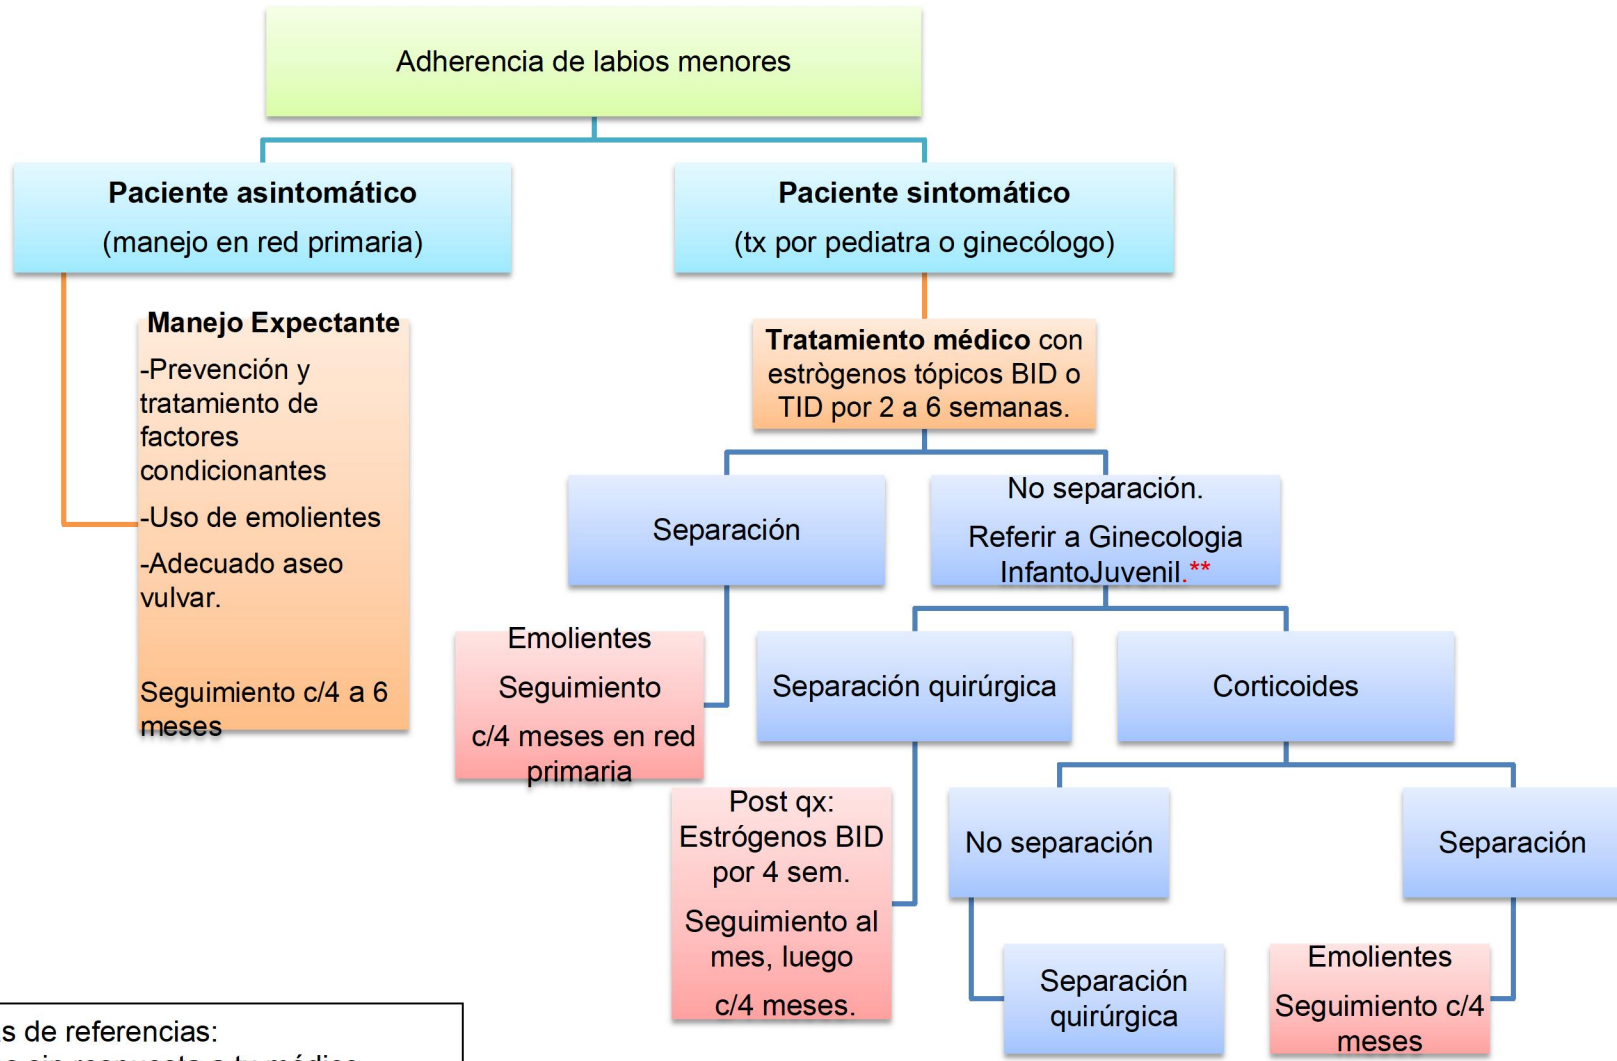 Adherencia de labios menores
Paciente asintomático
(manejo en red primaria)
Paciente sintomático
(tx por pediatra o ginecólogo)
Manejo Expectante
-Prevención y
tratamiento de
factores
condicionantes
-Uso de emolientes
-Adecuado aseo
vulvar.
Seguimiento c/4 a 6
meses
Tratamiento médico con
estrògenos tópicos BID o
TID por 2 a 6 semanas.
Separación
No separación.
Referir a Ginecologia
InfantoJuvenil.**
Emolientes
Seguimiento
c/4 meses en red
primaria
Separación quirúrgica
Corticoides
Post qx:
Estrógenos BID
por 4 sem.
Seguimiento al
mes, luego
c/4 meses.
No separación
Separación
Separación
quirúrgica
Emolientes
Seguimiento c/4
meses
de referencias:
sin respuesta a tx médico